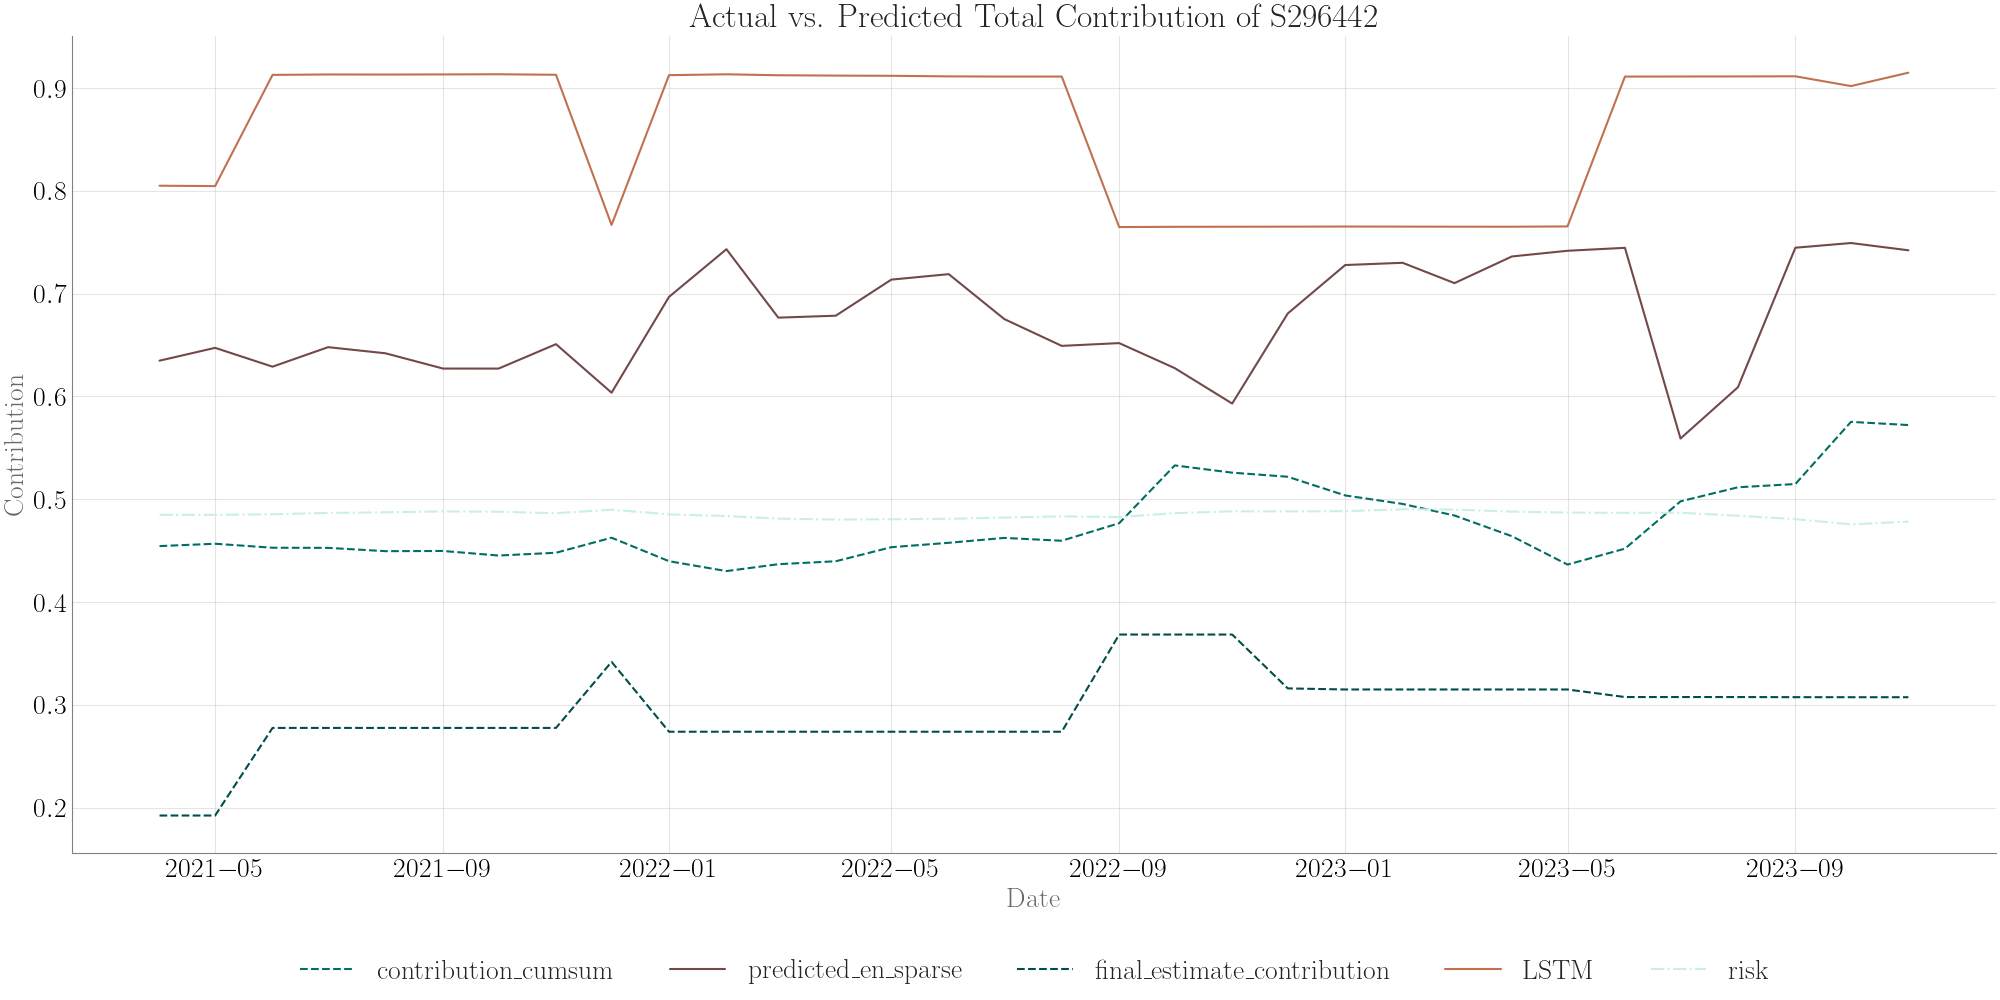 Actual vs. Predicted Total Contribution of S296442
Contribution
0.9
0.8
0.7
0.6
0.5
0.4
0.3
0.2
2021−05 2021−09 2022−01 2022−05 2022−09 2023−01 2023−05 2023−09
Date
contribution_cumsum predicted_en_sparse final_estimate_contribution LSTM risk